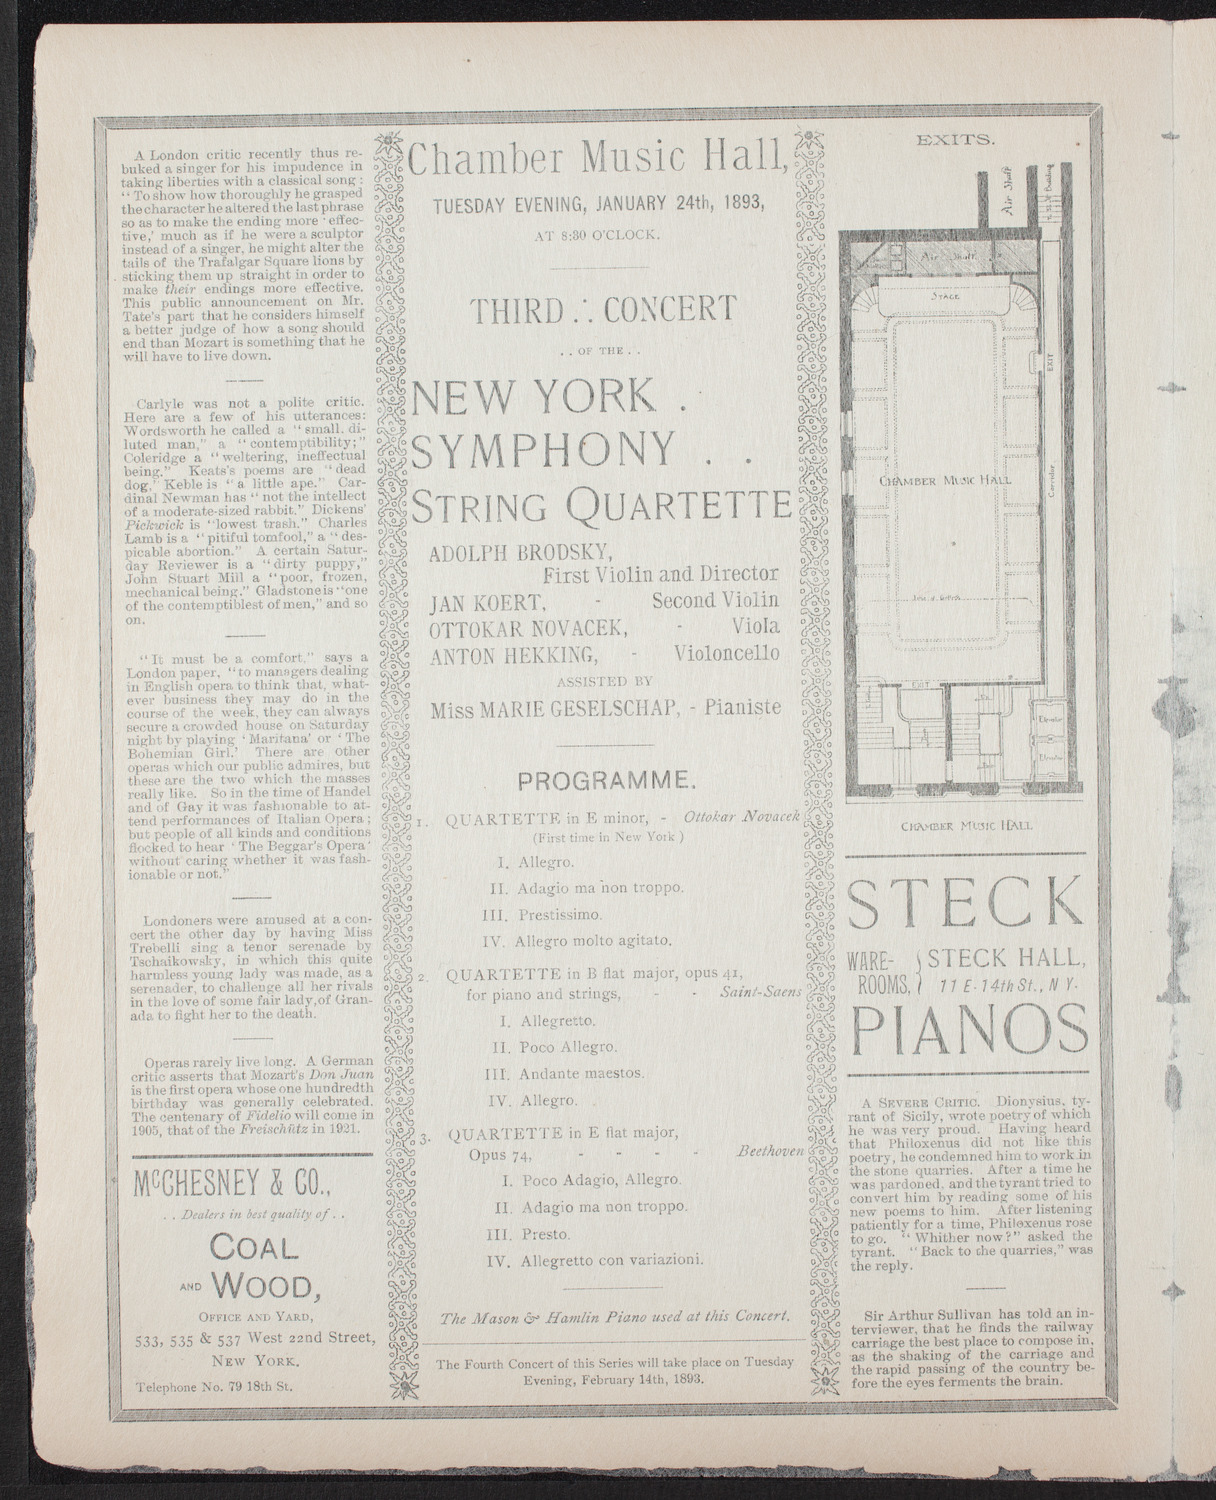 A London critic recently thus re-
buked a singer for his impudence in
taking liberties with a classical song :
" To show how thoroughly he grasped
the character he altered the last phrase
so as to make the ending more ' effec-
tive,' much as if he were a sculptor
instead of a singer, he might alter the
tails of the Trafalgar Square lions by
sticking them up straight in order to
make their endings more effective.
This public announcement on Mr.
Tate's part that he considers himself
a better judge of how a song should
end than Mozart is something that he
will have to live down.
Carlyle was not a polite critic.
Here are a few of his utterances:
Wordsworth he called a "small, di-
luted man," a "contemptibility;"
Coleridge a "weltering, ineffectual
being." Keats's poems are "dead
dog," Keble is "a little ape." Car-
dinal Newman has "not the intellect
of a moderate-sized rabbit." Dickens'
Pickwick is "lowest trash." Charles
Lamb is a "pitiful tomfool," a "des-
picable abortion." A certain Satur-
day Reviewer is a "dirty puppy,"
John Stuart Mill a "poor, frozen,
mechanical being." Gladstone is "one
of the contemptiblest of men," and so
on.
"It must be a comfort," says a
London paper, "to managers dealing
in English opera to think that, what-
ever business they may do in the
course of the week, they can always
secure a crowded house on Saturday
night by playing ' Maritana' or ' The
Bohemian Girl.' There are other
operas which our public admires, but
these are the two which the masses
really like. So in the time of Handel
and of Gay it was fashionable to at-
tend performances of Italian Opera ;
but people of all kinds and conditions
flocked to hear ' The Beggar's Opera'
without caring whether it was fash-
ionable or not."
Londoners were amused at a con-
cert the other day by having Miss
Trebelli sing a tenor serenade by
Tschaikowsky, in which this quite
harmless young lady was made, as a
serenader, to challenge all her rivals
in the love of some fair lady, of Gran-
ada to fight her to the death.
Operas rarely live long. A German
critic asserts that Mozart's Don Juan
is the first opera whose one hundredth
birthday was generally celebrated.
The centenary of Fidelio will come in
1905, that of the Freischütz in 1921.
McCHESNEY & CO.,
. . Dealers in best quality of . .
COAL
AND WOOD,
OFFICE AND YARD,
533, 535 & 537 West 22nd Street,
NEW YORK.
Telephone No. 79 18th St.
Chamber Music Hall,
TUESDAY EVENING, JANUARY 24th, 1893,
AT 8:30 O'CLOCK.
THIRD ∴ CONCERT
. . OF THE . .
NEW YORK .
SYMPHONY . .
STRING QUARTETTE
ADOLPH BRODSKY,
First Violin and Director
JAN KOERT, - Second Violin
OTTOKAR NOVACEK, - Viola
ANTON HEKKING, - Violoncello
ASSISTED BY
Miss MARIE GESELSCHAP, - Pianiste
PROGRAMME.
1. QUARTETTE in E minor, - Ottokar Novacek
(First time in New York )
I. Allegro.
II. Adagio ma non troppo.
III. Prestissimo.
IV. Allegro molto agitato.
2. QUARTETTE in B flat major, opus 41,
for piano and strings, - - Saint-Saens
I. Allegretto.
II. Poco Allegro.
III. Andante maestos.
IV. Allegro.
3. QUARTETTE in E flat major,
Opus 74, - - - - Beethoven
I. Poco Adagio, Allegro.
II. Adagio ma non troppo.
III. Presto.
IV. Allegretto con variazioni.
The Mason & Hamlin Piano used at this Concert.
The Fourth Concert of this Series will take place on Tuesday
Evening, February 14th, 1893.
EXITS.
Air Shaft
Air Shaft
STAGE
EXIT
CHAMBER MUSIC HALL
Corridor
EXIT
Elevator
Elevator
CHAMBER MUSIC HALL
STECK
WARE-
ROOMS, } STECK HALL,
11 E. 14th St., N Y.
PIANOS
A SEVERE CRITIC. Dionysius, ty-
rant of Sicily, wrote poetry of which
he was very proud. Having heard
that Philoxenus did not like this
poetry, he condemned him to work in
the stone quarries. After a time he
was pardoned, and the tyrant tried to
convert him by reading some of his
new poems to him. After listening
patiently for a time, Philoxenus rose
to go. "Whither now?" asked the
tyrant. "Back to the quarries," was
the reply.
Sir Arthur Sullivan has told an in-
terviewer, that he finds the railway
carriage the best place to compose in,
as the shaking of the carriage and
the rapid passing of the country be-
fore the eyes ferments the brain.